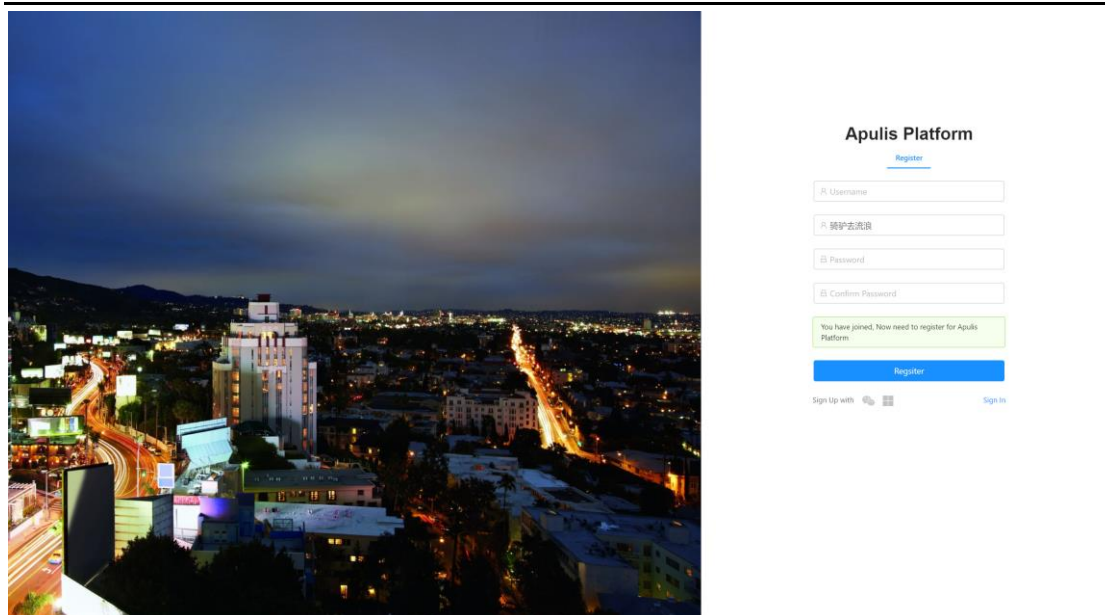 Apulis Platform
Register
Username
骑驴去流浪
Password
Confirm Password
You have joined, Now need to register for Apulis
Platform
Regsiter
Sign Up with
Sign In